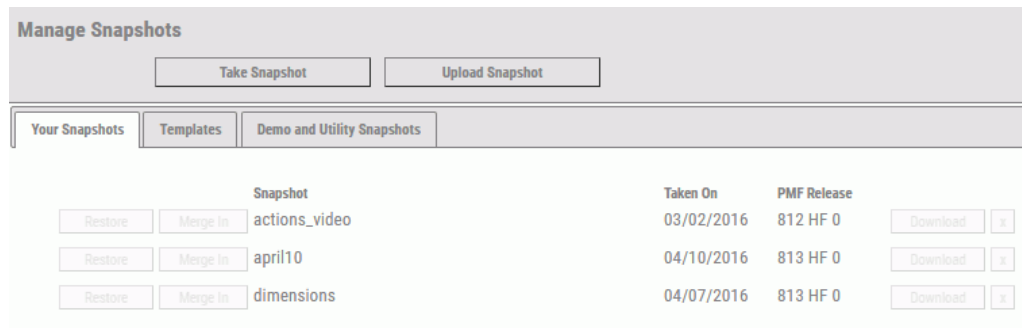 Manage Snapshots
Take Snapshot Upload Snapshot
Your Snapshots Templates Demo and Utility Snapshots
Snapshot Taken On PMF Release
Restore Merge In actions_video 03/02/2016 812 HF 0 Download x
Restore Merge In april10 04/10/2016 813 HF 0 Download x
Restore Merge In dimensions 04/07/2016 813 HF 0 Download x